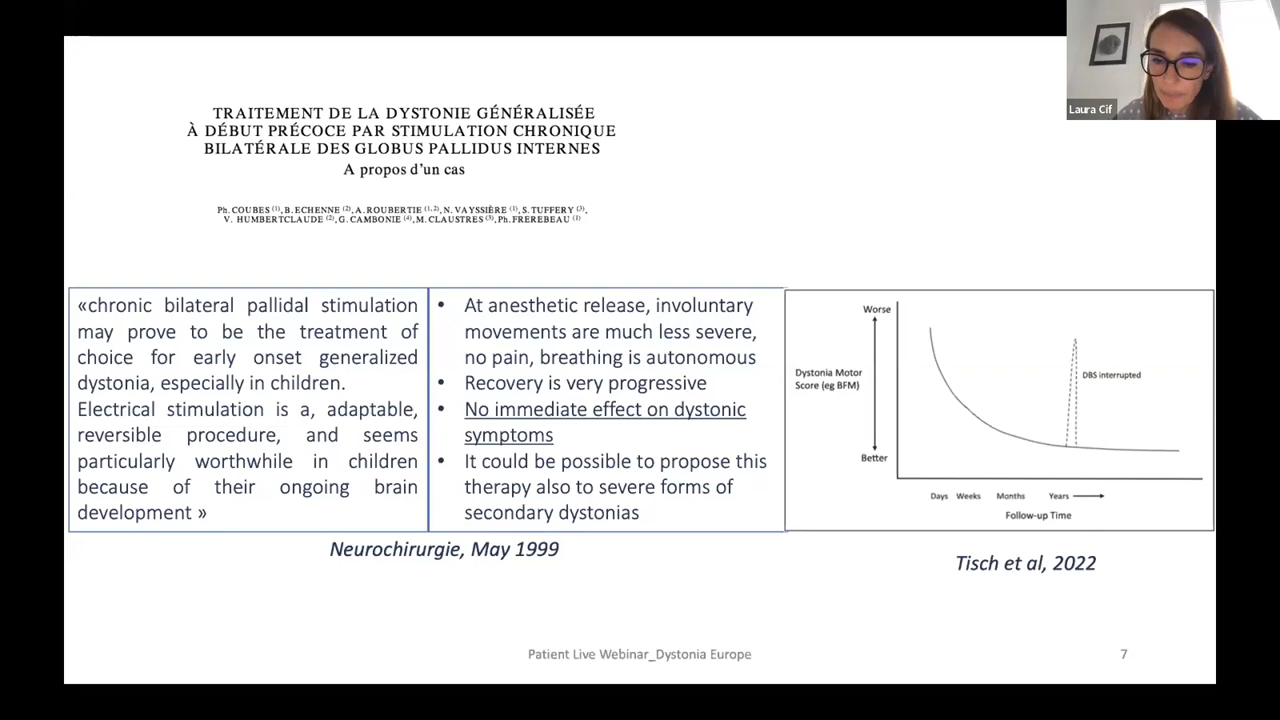 Laura Cif
TRAITEMENT DE LA DYSTONIE GÉNÉRALISÉE
À DÉBUT PRÉCOCE PAR STIMULATION CHRONIQUE
BILATÉRALE DES GLOBUS PALLIDUS INTERNES
A propos d'un cas
Ph. COUBES (1), B. ECHENNE (2), A. ROUBERTIE (1,2), N. VAYSSIÈRE (1), S. TUFFERY (3),
V. HUMBERTCLAUDE (2), G. CAMBONIE (4), M. CLAUSTRES (3), Ph. FREREBEAU (1)
«chronic bilateral pallidal stimulation
may prove to be the treatment of
choice for early onset generalized
dystonia, especially in children.
Electrical stimulation is a, adaptable,
reversible procedure, and seems
particularly worthwhile in children
because of their ongoing brain
development »
• At anesthetic release, involuntary
movements are much less severe,
no pain, breathing is autonomous
• Recovery is very progressive
• No immediate effect on dystonic
symptoms
• It could be possible to propose this
therapy also to severe forms of
secondary dystonias
Neurochirurgie, May 1999
Worse
Dystonia Motor
Score (eg BFM)
Better
DBS interrupted
Days Weeks Months Years
Follow-up Time
Tisch et al, 2022
Patient Live Webinar_Dystonia Europe
7